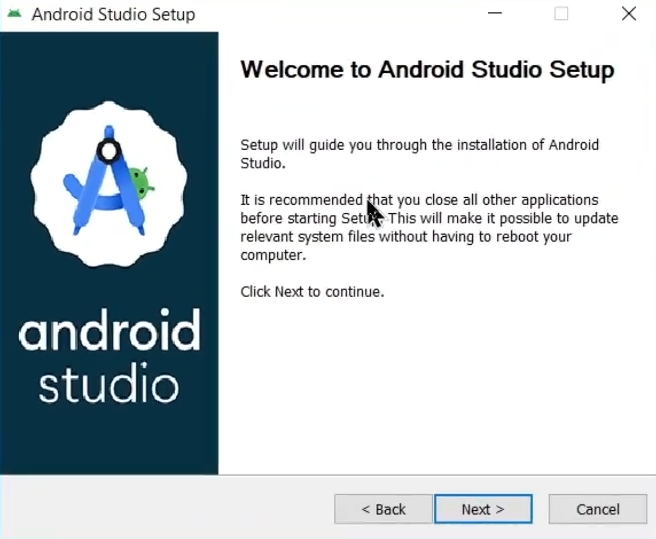 Android Studio Setup
Welcome to Android Studio Setup
Setup will guide you through the installation of Android
Studio.
It is recommended that you close all other applications
before starting Setup. This will make it possible to update
relevant system files without having to reboot your
computer.
Click Next to continue.
android
studio
< Back
Next >
Cancel